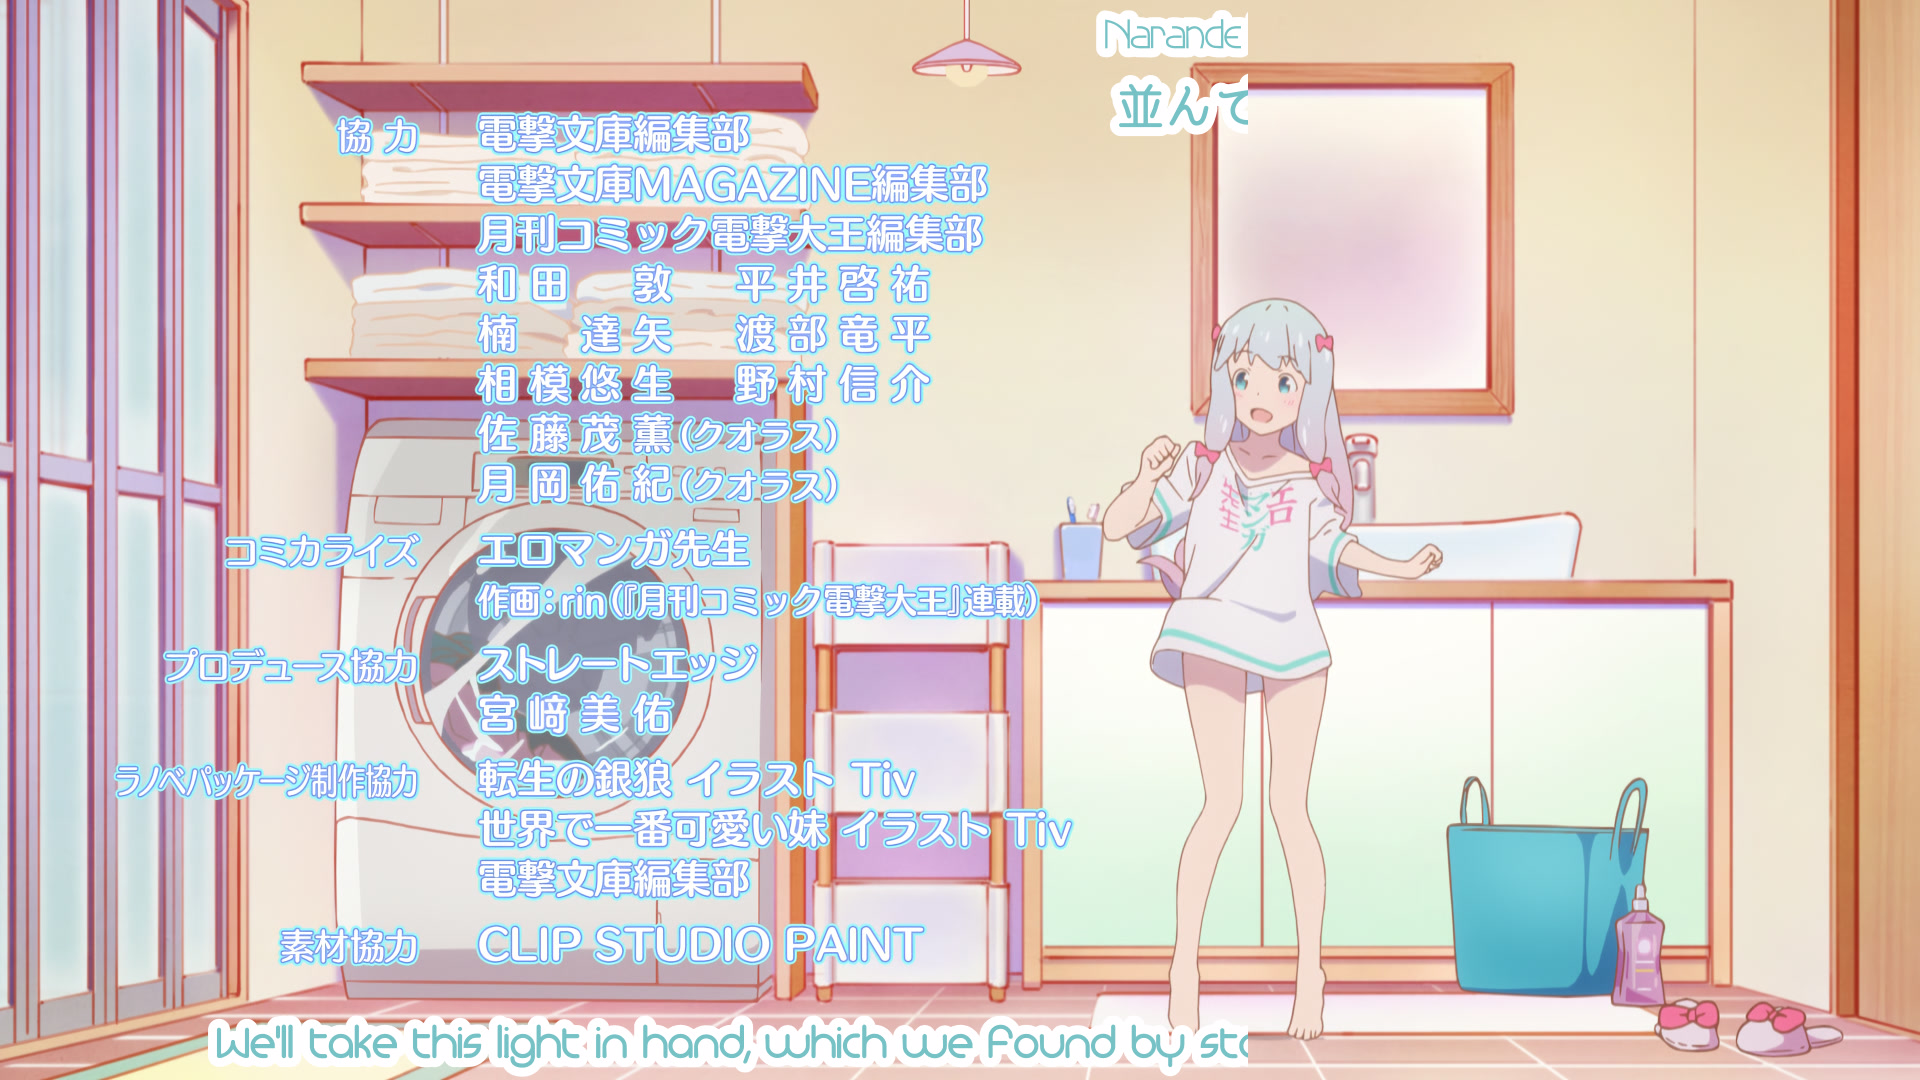 Narande
並んで
協力 電撃文庫編集部
電撃文庫MAGAZINE編集部
月刊コミック電撃大王編集部
和田 敦 平井啓祐
楠 達矢 渡部竜平
相模悠生 野村信介
佐藤茂薫(クオラス)
月岡佑紀(クオラス)
コミカライズ エロマンガ先生
作画：rin(『月刊コミック電撃大王』連載)
プロデュース協力 ストレートエッジ
宮﨑美佑
ラノベパッケージ制作協力 転生の銀狼 イラスト Tiv
世界で一番可愛い妹 イラスト Tiv
電撃文庫編集部
素材協力 CLIP STUDIO PAINT
エロマンガ先生
We'll take this light in hand, which we found by